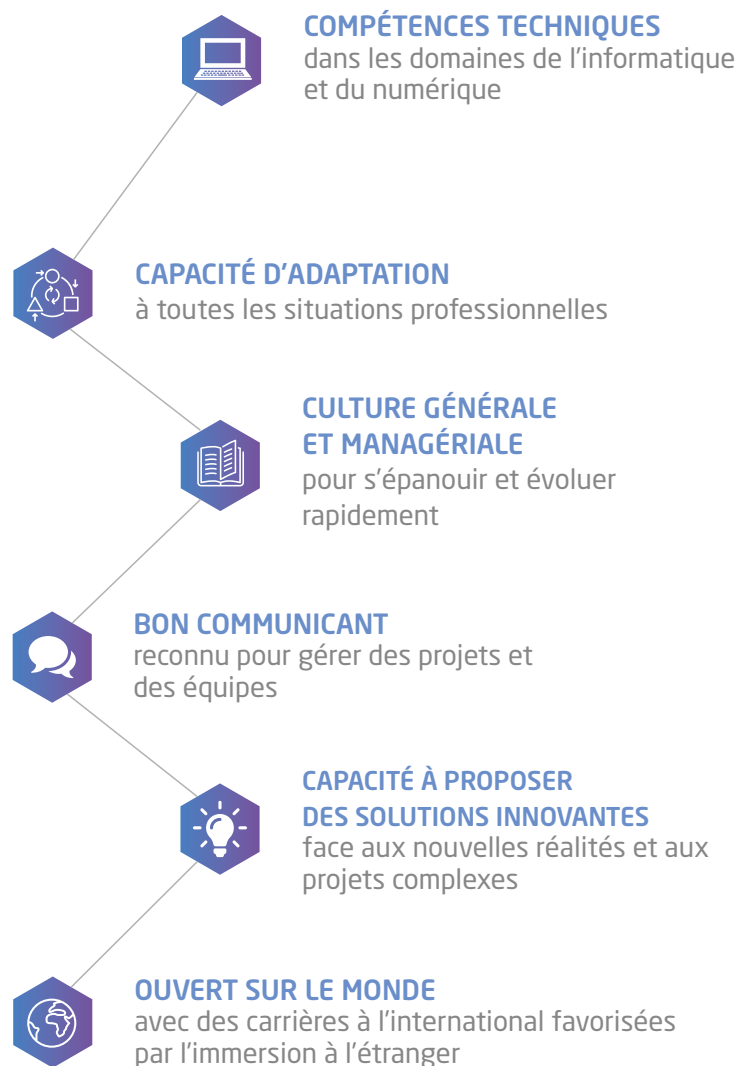 COMPÉTENCES TECHNIQUES
dans les domaines de l'informatique
et du numérique
CAPACITÉ D'ADAPTATION
à toutes les situations professionnelles
CULTURE GÉNÉRALE
ET MANAGÉRIALE
pour s'épanouir et évoluer
rapidement
BON COMMUNICANT
reconnu pour gérer des projets et
des équipes
CAPACITÉ À PROPOSER
DES SOLUTIONS INNOVANTES
face aux nouvelles réalités et aux
projets complexes
OUVERT SUR LE MONDE
avec des carrières à l'international favorisées
par l'immersion à l'étranger